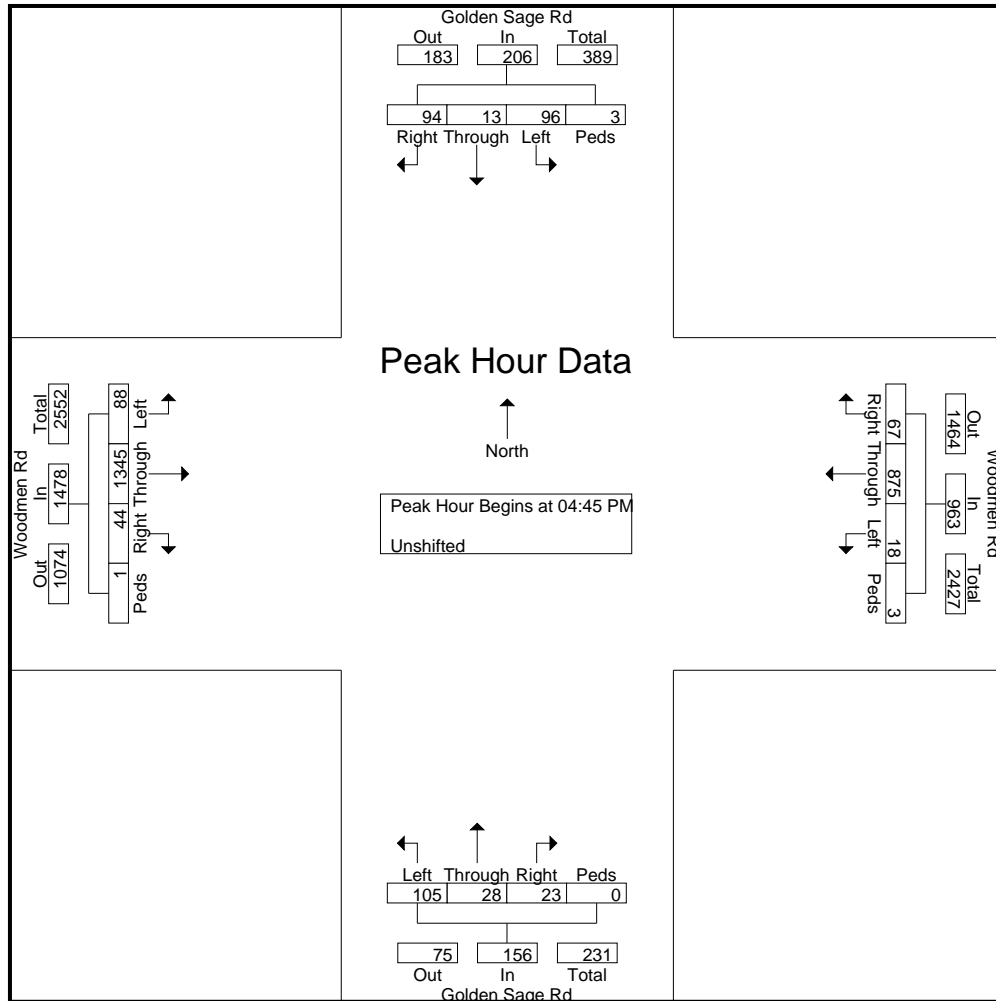 Golden Sage Rd
Out In Total
183 206 389
94 13 96 3
Right Through Left Peds
Peak Hour Data
North
Peak Hour Begins at 04:45 PM
Unshifted
Woodmen Rd
Total In Out
2552 1478 1074
88 1345 44 1
Left Through Right Peds
Woodmen Rd
Out In Total
1464 963 2427
67 875 18 3
Right Through Left Peds
Left Through Right Peds
105 28 23 0
75 156 231
Out In Total
Golden Sage Rd